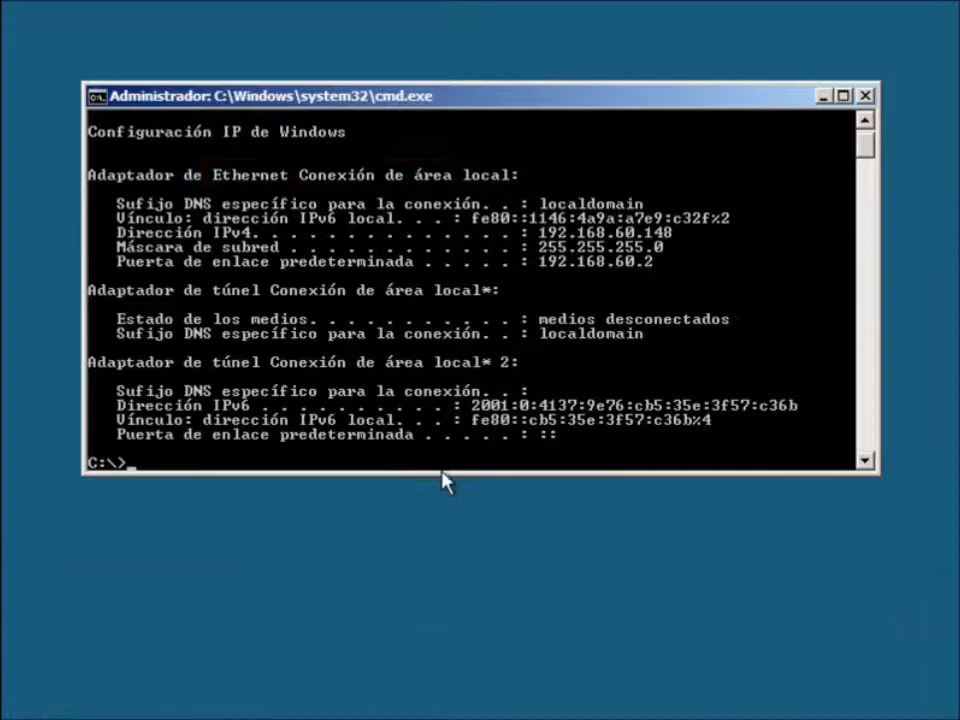 Administrador: C:\Windows\system32\cmd.exe
Configuración IP de Windows
Adaptador de Ethernet Conexión de área local:
Sufijo DNS específico para la conexión. . : localdomain
Vínculo: dirección IPv6 local. . . : fe80::1146:4a9a:a7e9:c32f%2
Dirección IPv4. . . . . . . . . . . . . . : 192.168.60.148
Máscara de subred . . . . . . . . . . . . : 255.255.255.0
Puerta de enlace predeterminada . . . . . : 192.168.60.2
Adaptador de túnel Conexión de área local*:
Estado de los medios. . . . . . . . . . . : medios desconectados
Sufijo DNS específico para la conexión. . : localdomain
Adaptador de túnel Conexión de área local* 2:
Sufijo DNS específico para la conexión. . :
Dirección IPv6 . . . . . . . . . . : 2001:0:4137:9e76:cb5:35e:3f57:c36b
Vínculo: dirección IPv6 local. . . : fe80::cb5:35e:3f57:c36b%4
Puerta de enlace predeterminada . . . . . : ::
C:\>_